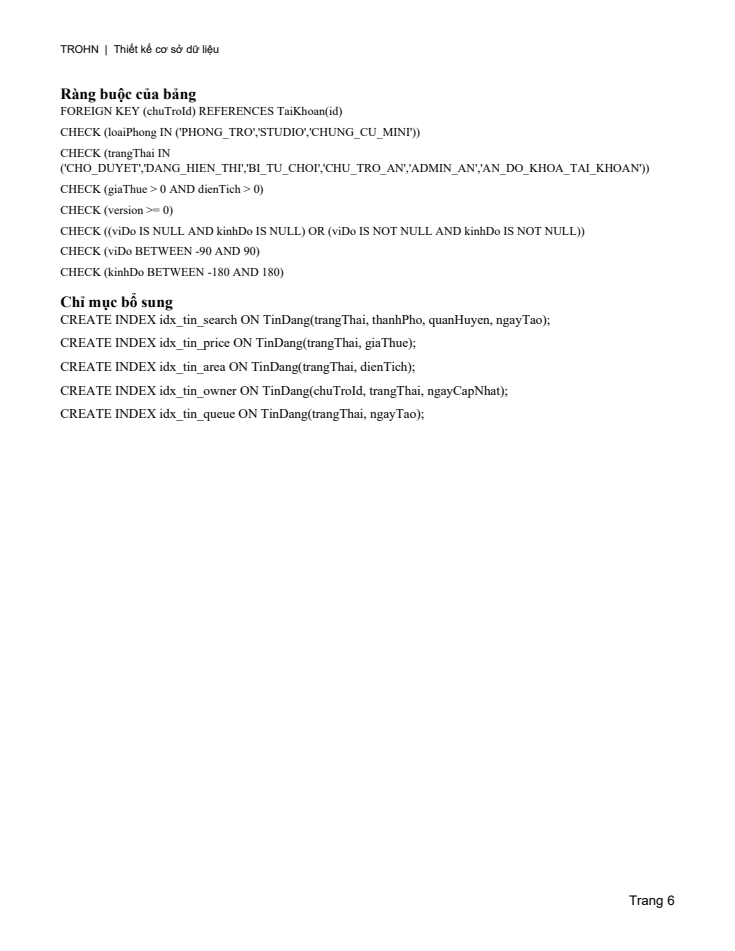 TROHN | Thiết kế cơ sở dữ liệu
Ràng buộc của bảng
FOREIGN KEY (chuTroId) REFERENCES TaiKhoan(id)
CHECK (loaiPhong IN ('PHONG_TRO','STUDIO','CHUNG_CU_MINI'))
CHECK (trangThai IN
('CHO_DUYET','DANG_HIEN_THI','BI_TU_CHOI','CHU_TRO_AN','ADMIN_AN','AN_DO_KHOA_TAI_KHOAN'))
CHECK (giaThue > 0 AND dienTich > 0)
CHECK (version >= 0)
CHECK ((viDo IS NULL AND kinhDo IS NULL) OR (viDo IS NOT NULL AND kinhDo IS NOT NULL))
CHECK (viDo BETWEEN -90 AND 90)
CHECK (kinhDo BETWEEN -180 AND 180)
Chỉ mục bổ sung
CREATE INDEX idx_tin_search ON TinDang(trangThai, thanhPho, quanHuyen, ngayTao);
CREATE INDEX idx_tin_price ON TinDang(trangThai, giaThue);
CREATE INDEX idx_tin_area ON TinDang(trangThai, dienTich);
CREATE INDEX idx_tin_owner ON TinDang(chuTroId, trangThai, ngayCapNhat);
CREATE INDEX idx_tin_queue ON TinDang(trangThai, ngayTao);
Trang 6